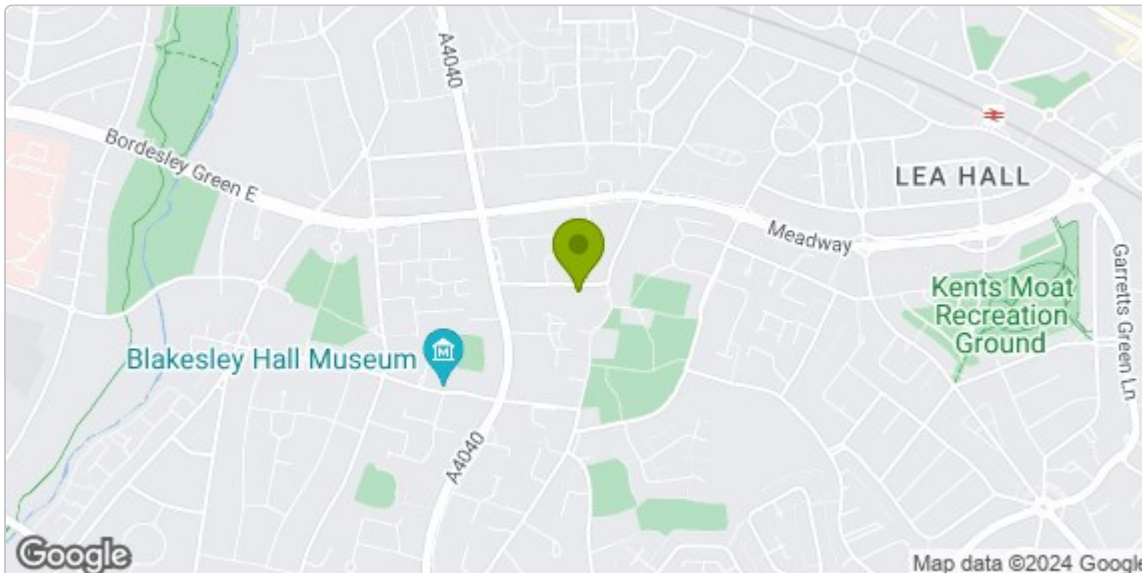 A4040
Bordesley Green E
LEA HALL
Meadway
Garretts Green Ln
Kents Moat
Recreation
Ground
Blakesley Hall Museum
M
A4040
Google
Map data ©2024 Google